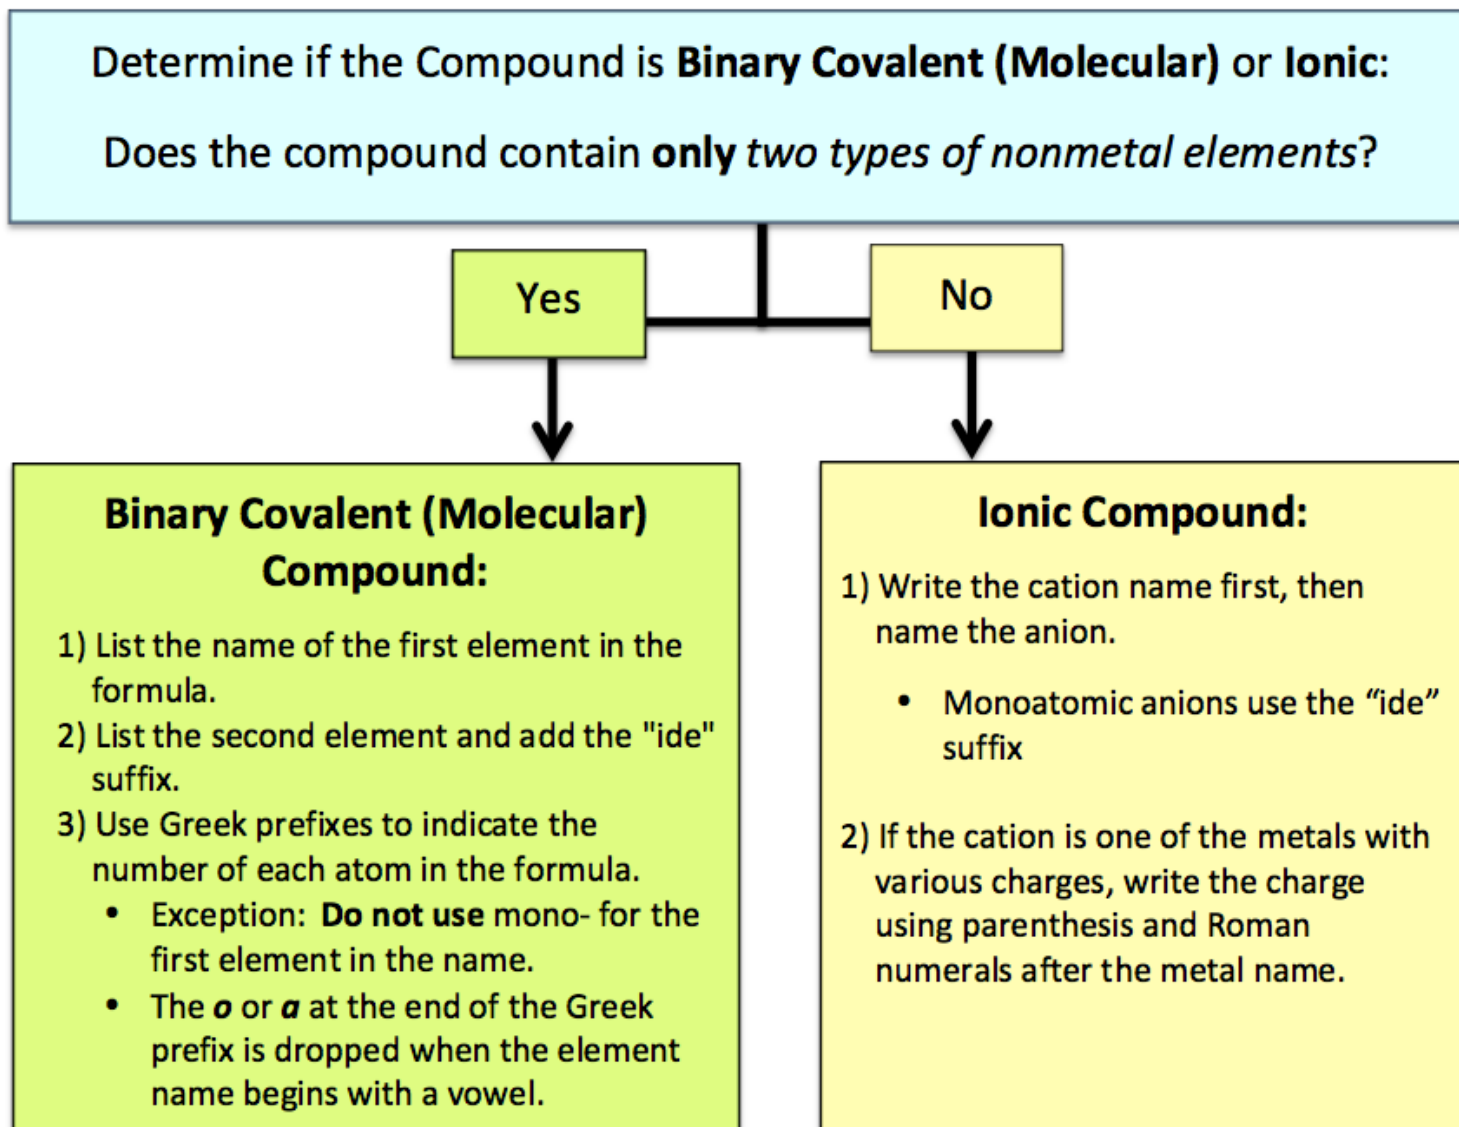 Determine if the Compound is Binary Covalent (Molecular) or Ionic:
Does the compound contain only two types of nonmetal elements?
Yes
No
Binary Covalent (Molecular)
Compound:
1) List the name of the first element in the
formula.
2) List the second element and add the "ide"
suffix.
3) Use Greek prefixes to indicate the
number of each atom in the formula.
• Exception: Do not use mono- for the
first element in the name.
• The o or a at the end of the Greek
prefix is dropped when the element
name begins with a vowel.
Ionic Compound:
1) Write the cation name first, then
name the anion.
• Monoatomic anions use the “ide”
suffix
2) If the cation is one of the metals with
various charges, write the charge
using parenthesis and Roman
numerals after the metal name.